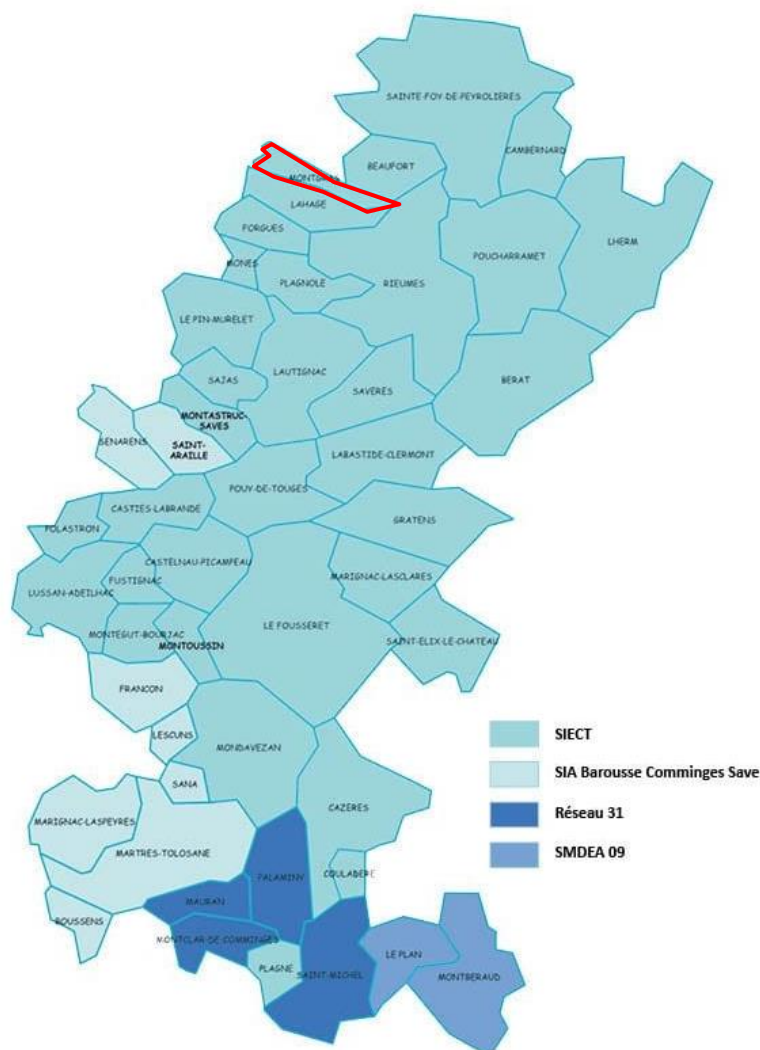 SAINTE-FOY-DE-PEYROLIERES
CAMBERNARD
BEAUFORT
MONTGRAS
LAHAGE
FORGUES
LHERM
POUCHARRAMET
MONES
PLAGNOLE
RIEUMES
LE PIN-MURELET
LAUTIGNAC
SAJAS
SAVERES
BERAT
MONTASTRUC-
SAVES
SENARENS
SAINT-
ARAILLE
LABASTIDE-CLERMONT
POUY-DE-TOUGES
CASTIES-LABRANDE
GRATENS
POLASTRON
CASTELNAU-PICAMPEAU
MARIGNAC-LASCLARES
FUSTIGNAC
LUSSAN-ADEILHAC
LE FOUSSERET
MONTEGUT-BOURJAC
MONTOUSSIN
SAINT-ELIX-LE-CHATEAU
FRANCON
LESCUNS
MONDAVEZAN
SANA
CAZERES
MARIGNAC-LASPEYRES
MARTRES-TOLOSANE
COULADERE
PALAMINY
MAURAN
BOUSSENS
MONTCLAR-DE-COMMINGES
PLAGNE
SAINT-MICHEL
LE PLAN
MONTBERAUD
SIECT
SIA Barousse Comminges Save
Réseau 31
SMDEA 09